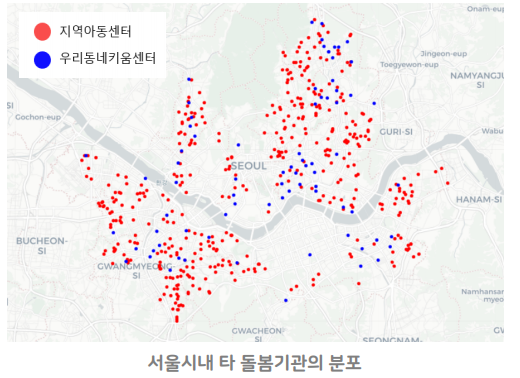 지역아동센터
우리동네키움센터
Onam-eup
Jingeon-eup
Toegyewon-eup
NAMYANGJU
SI
SI
Gochon-eup
GURI-SI
Wabu
SEOUL
HANAM-SI
BUCHEON-
SI
GWANGMYEONG-
SI
Namhansan
myeo
GWACHEON-
SI
SEONGNAM-
GW
서울시내 타 돌봄기관의 분포